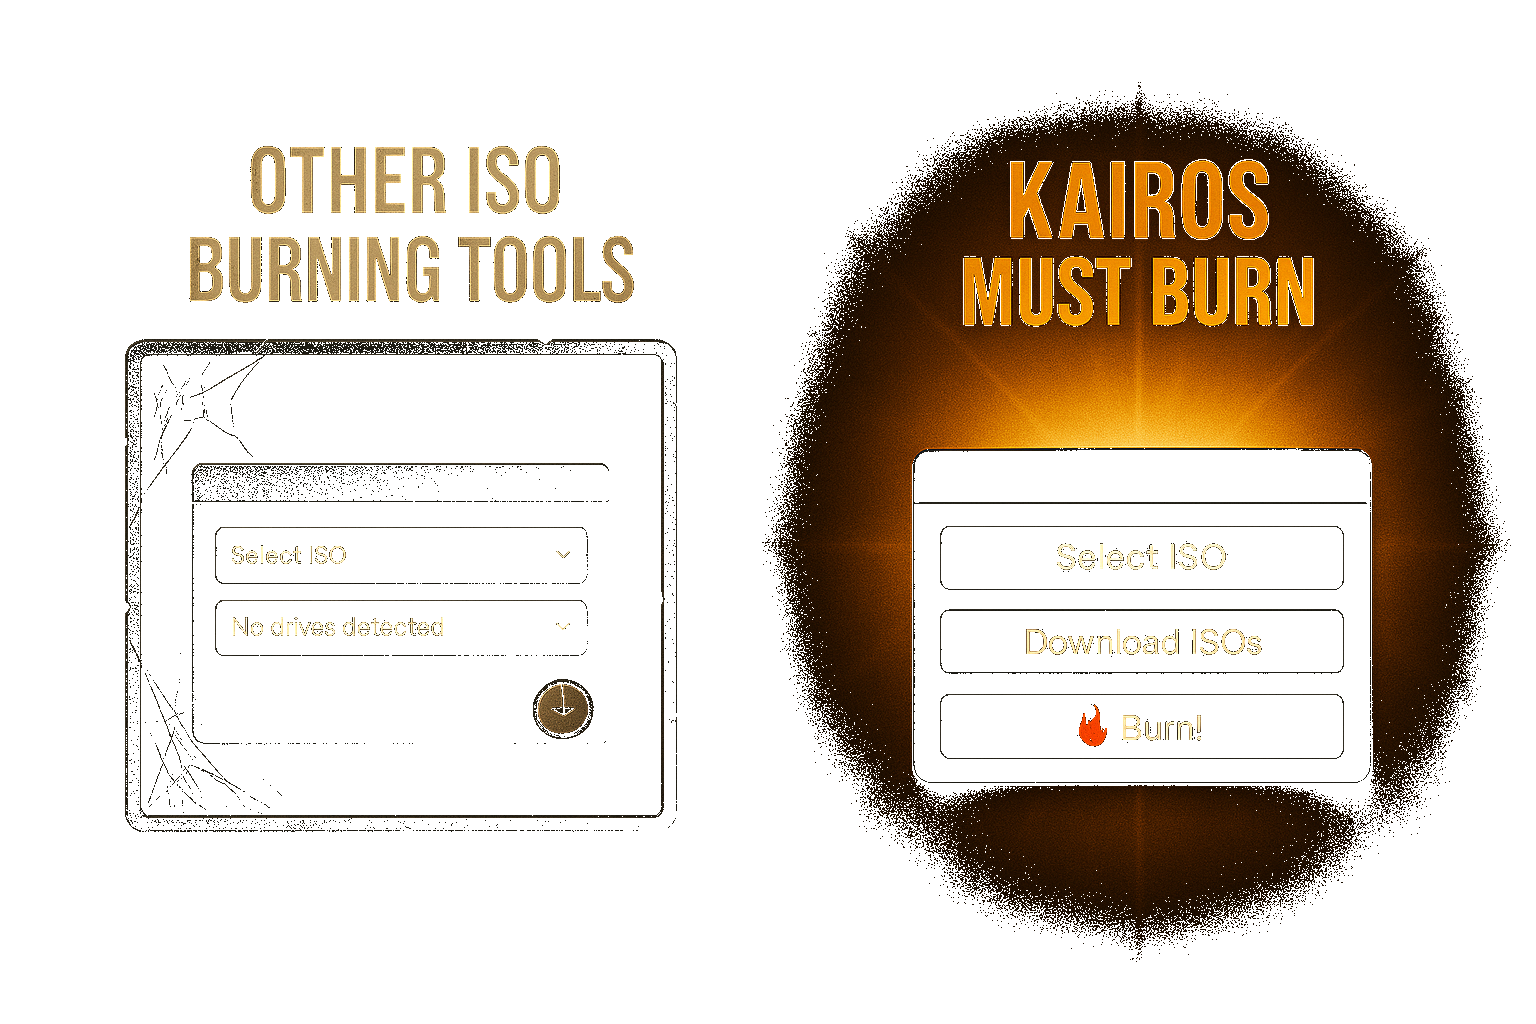 OTHER ISO
BURNING TOOLS
Select ISO
No drives detected
KAIROS
MUST BURN
Select ISO
Download ISOs
Burn!